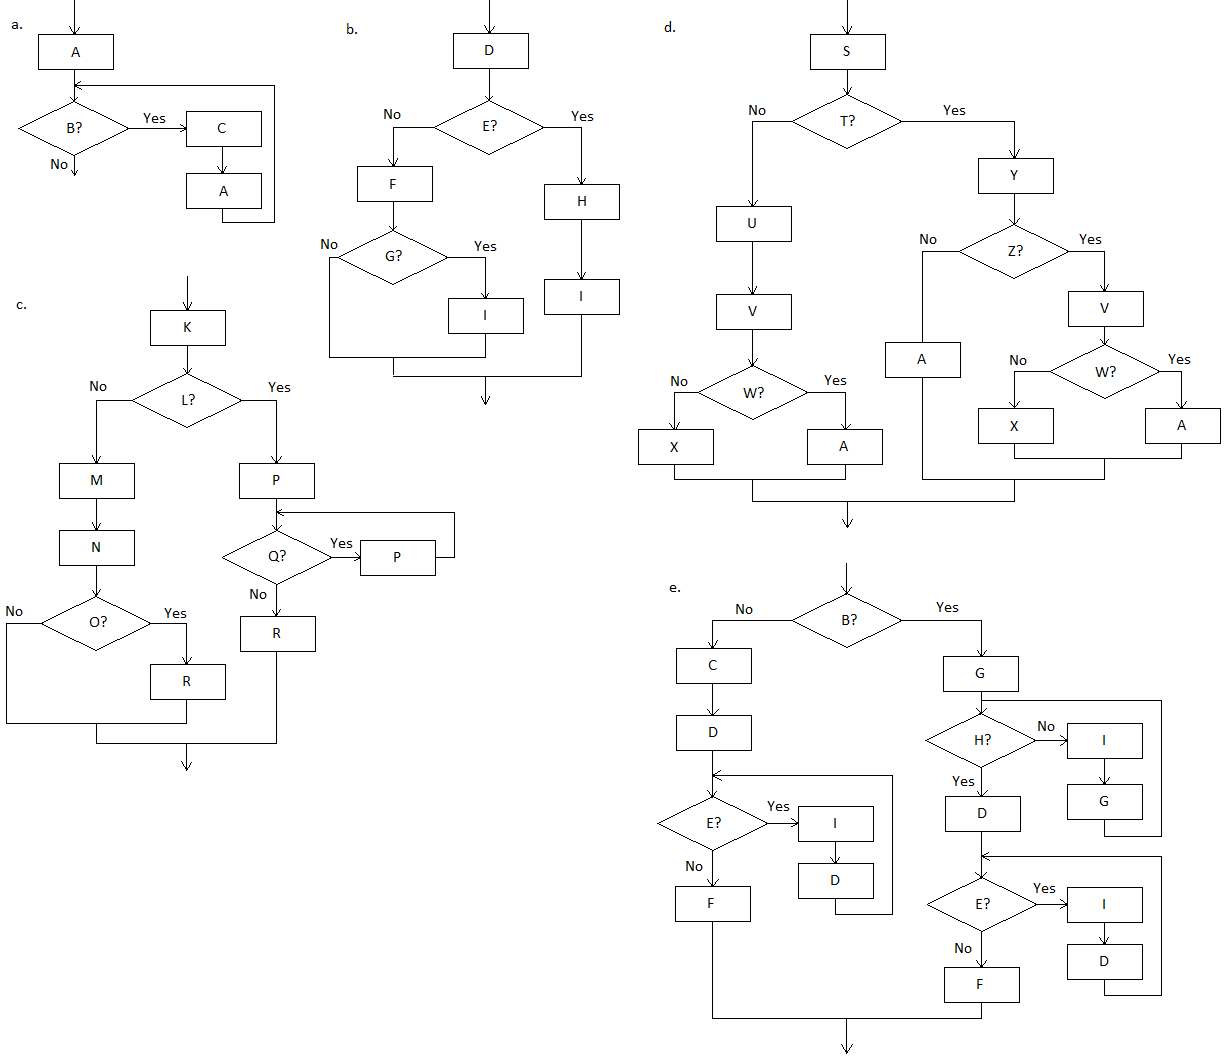 a.
A
B?
Yes
C
No
A
b.
D
No
E?
Yes
F
H
No
G?
Yes
I
I
c.
K
No
L?
Yes
M
P
N
Q?
Yes
P
No
No
O?
Yes
R
R
d.
S
No
T?
Yes
Y
U
No
Z?
Yes
V
V
A
No
W?
Yes
No
W?
Yes
X
A
X
A
e.
No
B?
Yes
C
G
D
H?
No
I
Yes
G
D
E?
Yes
I
No
D
F
E?
Yes
I
No
D
F